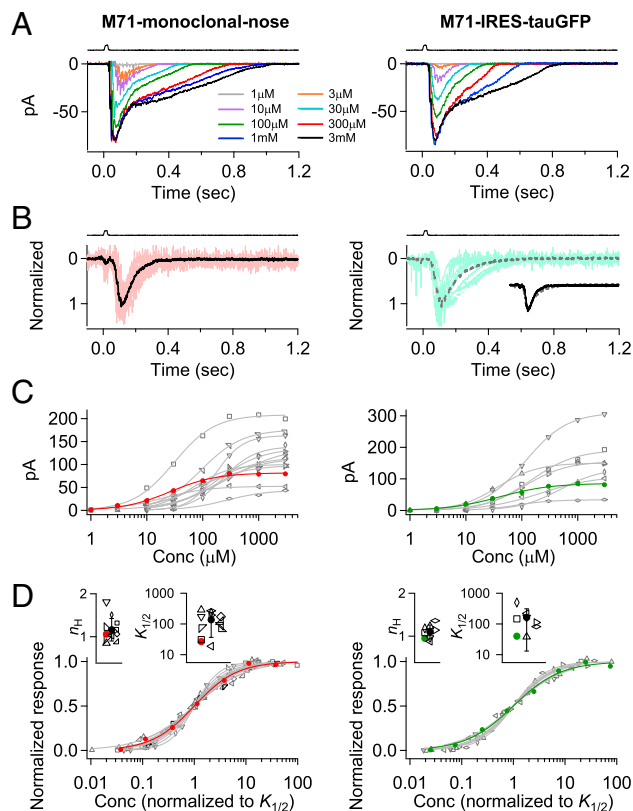 A
M71-monoclonal-nose
M71-IRES-tauGFP
0
-50
pA
1µM
3µM
10µM
30µM
100µM
300µM
1mM
3mM
0.0
0.4
0.8
1.2
Time (sec)
0
-50
pA
0.0
0.4
0.8
1.2
Time (sec)
B
0
1
Normalized
0.0
0.4
0.8
1.2
Time (sec)
0
1
Normalized
0.0
0.4
0.8
1.2
Time (sec)
C
200
150
100
50
0
pA
1
10
100
1000
Conc (µM)
300
200
100
0
pA
1
10
100
1000
Conc (µM)
D
2
1
nH
1000
100
10
K1/2
1.0
0.5
0.0
Normalized response
0.01
0.1
1
10
100
Conc (normalized to K1/2)
2
1
nH
1000
100
10
K1/2
1.0
0.5
0.0
Normalized response
0.01
0.1
1
10
100
Conc (normalized to K1/2)